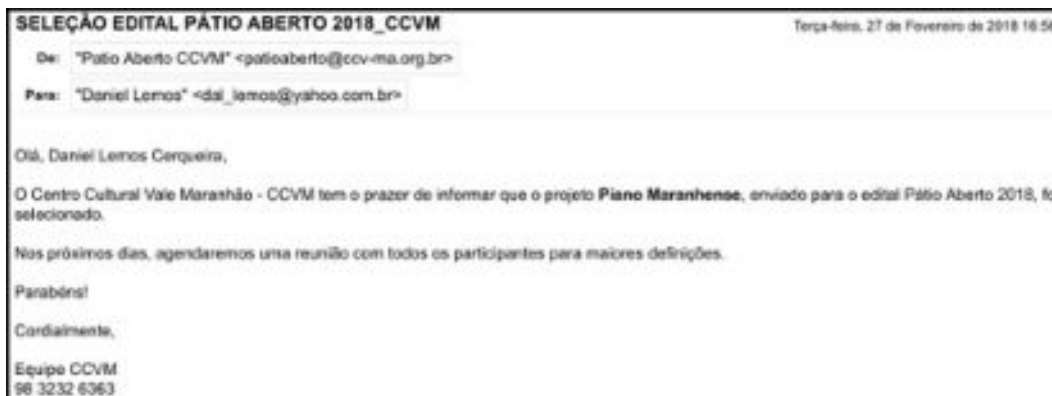 SELEÇÃO EDITAL PÁTIO ABERTO 2018_CCVM
Terça-feira, 27 de Fevereiro de 2018 16:56
De: "Patio Aberto CCVM" <patioaberto@ccv-ma.org.br>
Para: "Daniel Lemos" <dal_lemos@yahoo.com.br>
Olá, Daniel Lemos Cerqueira,
O Centro Cultural Vale Maranhão - CCVM tem o prazer de informar que o projeto Piano Maranhense, enviado para o edital Pátio Aberto 2018, fo
selecionado.
Nos próximos dias, agendaremos uma reunião com todos os participantes para maiores definições.
Parabéns!
Cordialmente,
Equipe CCVM
98 3232 6363